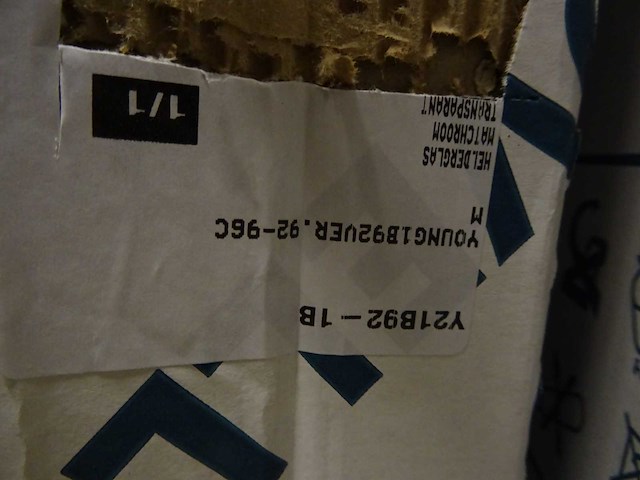 Y21B92-1B
YOUNG1B92VER.92-96C
M
HELDERGLAS
MATCHROOM
TRANSPARANT
1/1